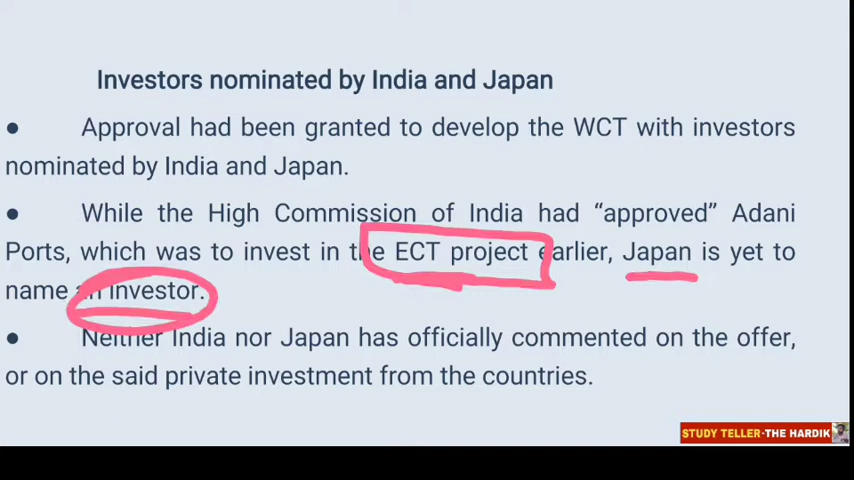 Investors nominated by India and Japan
● Approval had been granted to develop the WCT with investors
nominated by India and Japan.
● While the High Commission of India had “approved” Adani
Ports, which was to invest in the ECT project earlier, Japan is yet to
name an investor.
● Neither India nor Japan has officially commented on the offer,
or on the said private investment from the countries.
STUDY TELLER-THE HARDIK